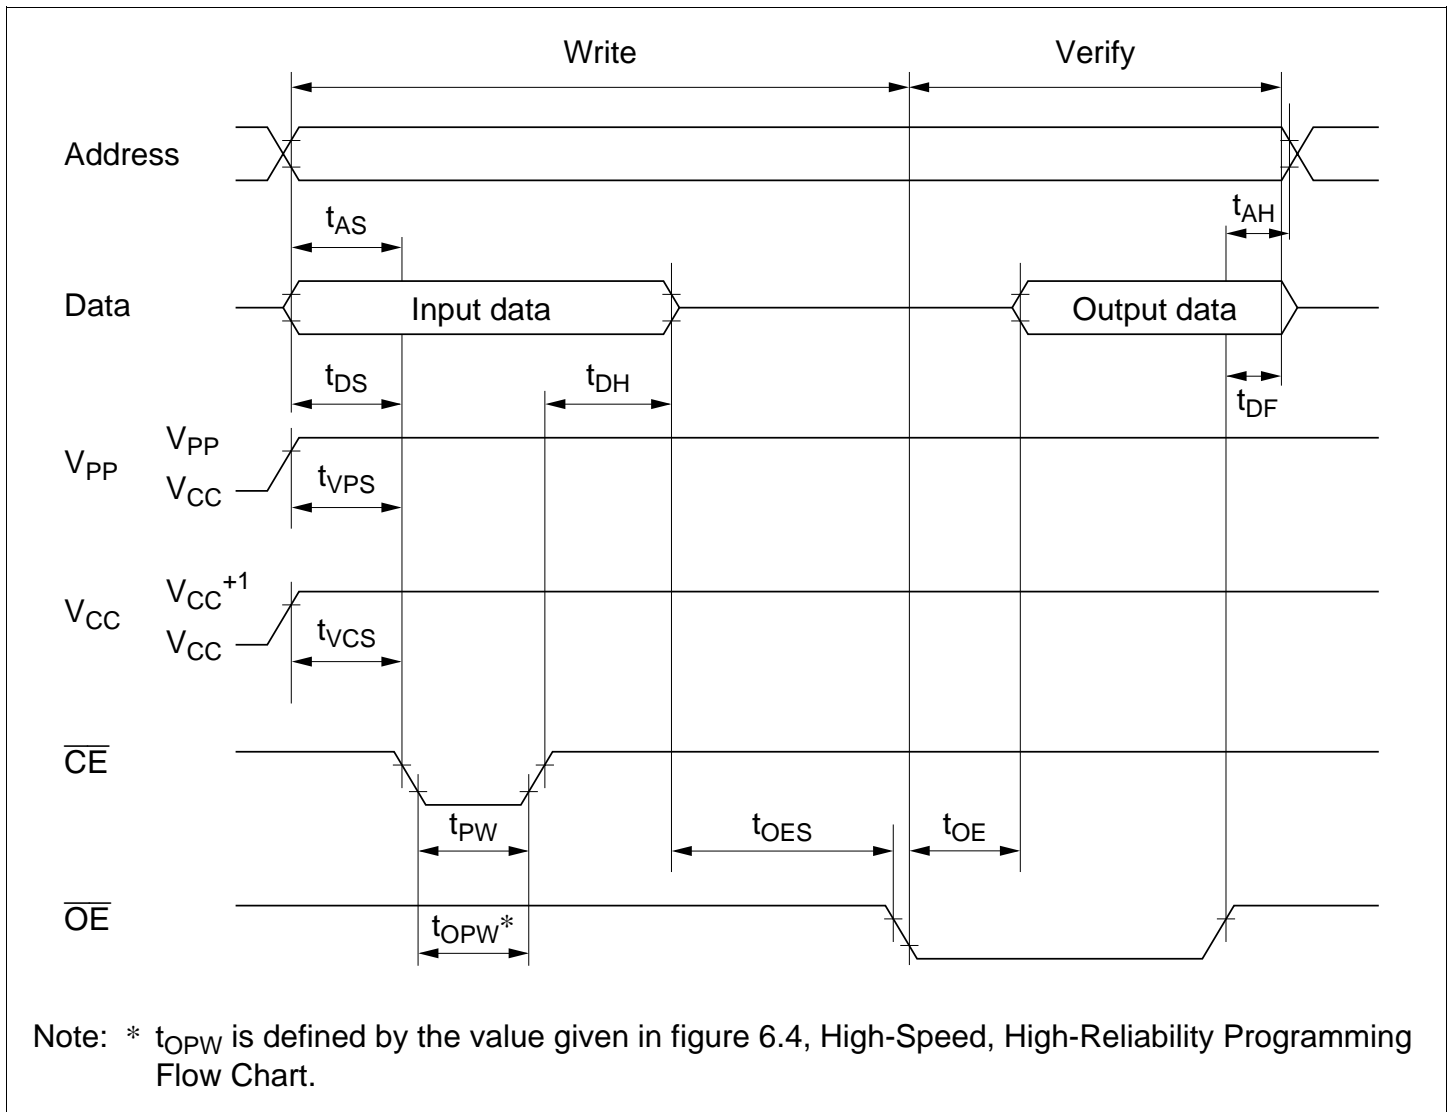 Write Verify
Address
tAS tAH
Data Input data Output data
tDS tDH tDF
VPP VPP
VCC
tVPS
VCC VCC+1
VCC
tVCS
CE
tPW tOES tOE
OE
tOPW*
Note: * tOPW is defined by the value given in figure 6.4, High-Speed, High-Reliability Programming
Flow Chart.